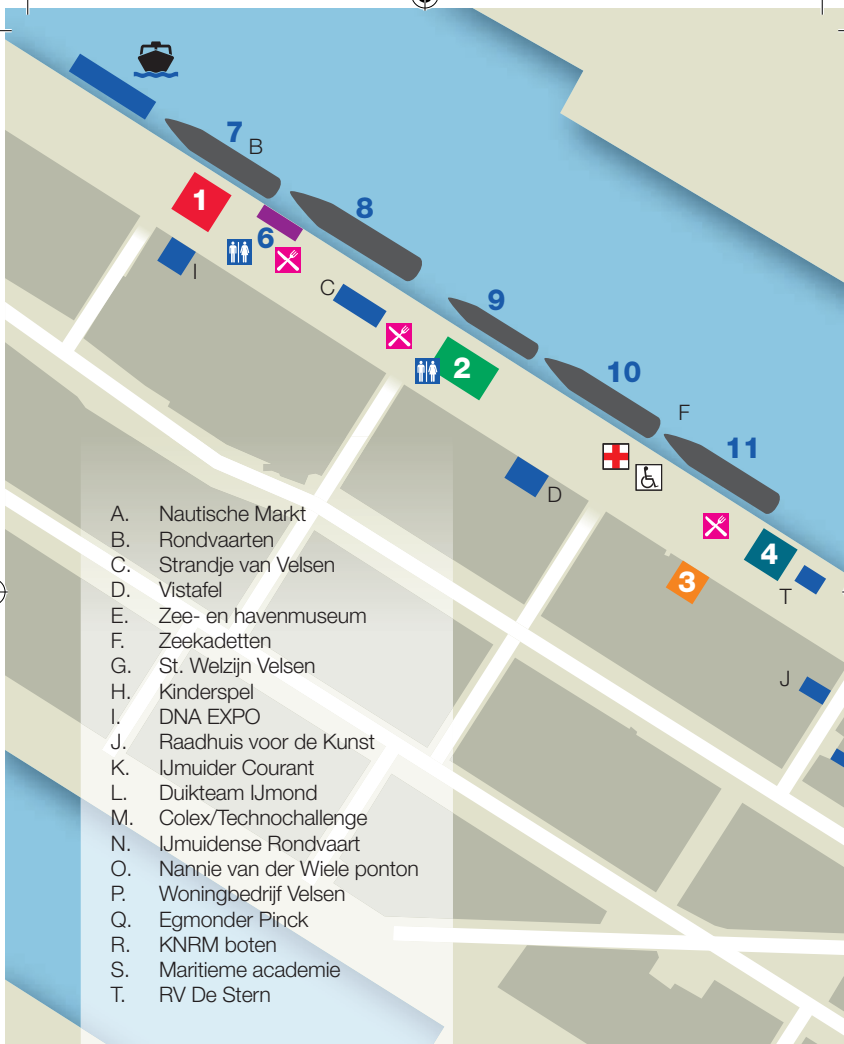 7
B
1
8
6
I
C
9
2
10
F
11
D
4
3
T
J
A. Nautische Markt
B. Rondvaarten
C. Strandje van Velsen
D. Vistafel
E. Zee- en havenmuseum
F. Zeekadetten
G. St. Welzijn Velsen
H. Kinderspel
I. DNA EXPO
J. Raadhuis voor de Kunst
K. IJmuider Courant
L. Duikteam IJmond
M. Colex/Technochallenge
N. IJmuidense Rondvaart
O. Nannie van der Wiele ponton
P. Woningbedrijf Velsen
Q. Egmonder Pinck
R. KNRM boten
S. Maritieme academie
T. RV De Stern